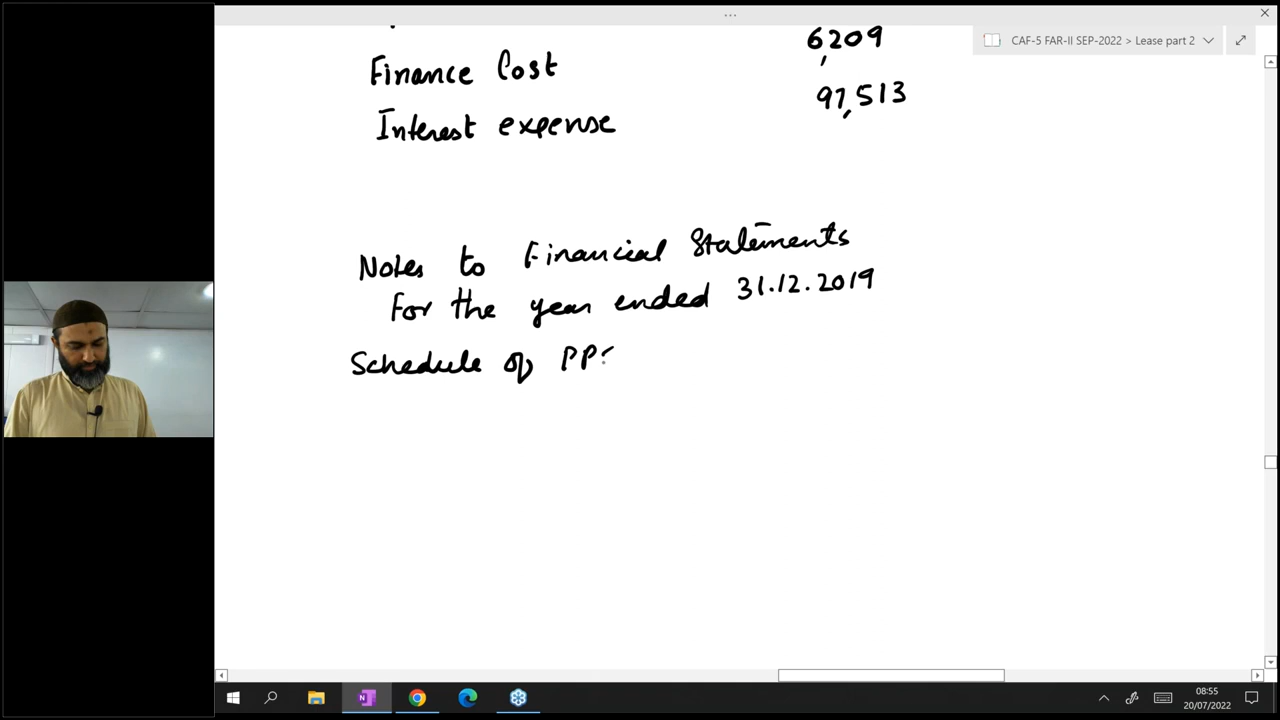 CAF-5 FAR-II SEP-2022 > Lease part 2
6209
Finance Cost
97,513
Interest expense
Notes to Financial Statements
For the year ended 31.12.2019
Schedule of PP
08:55
20/07/2022